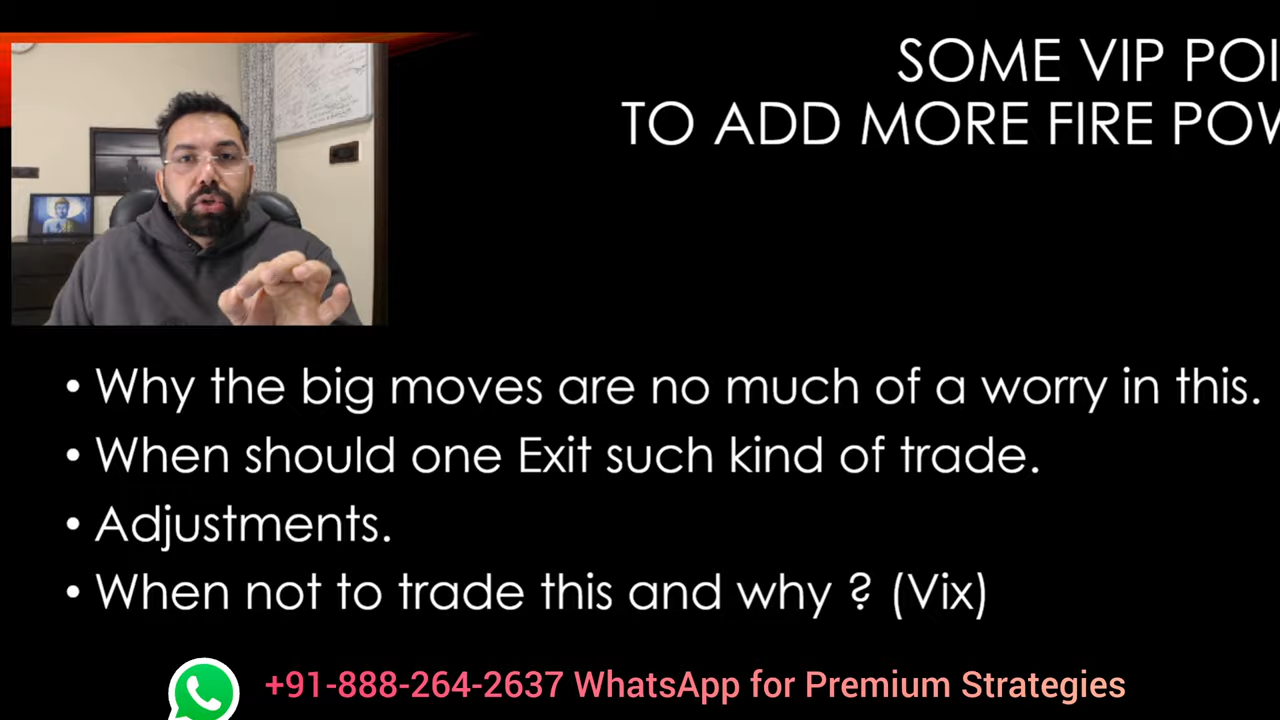 SOME VIP
TO ADD MORE FIRE
• Why the big moves are no much of a worry in this.
• When should one Exit such kind of trade.
• Adjustments.
• When not to trade this and why ? (Vix)
+91-888-264-2637 WhatsApp for Premium Strategies